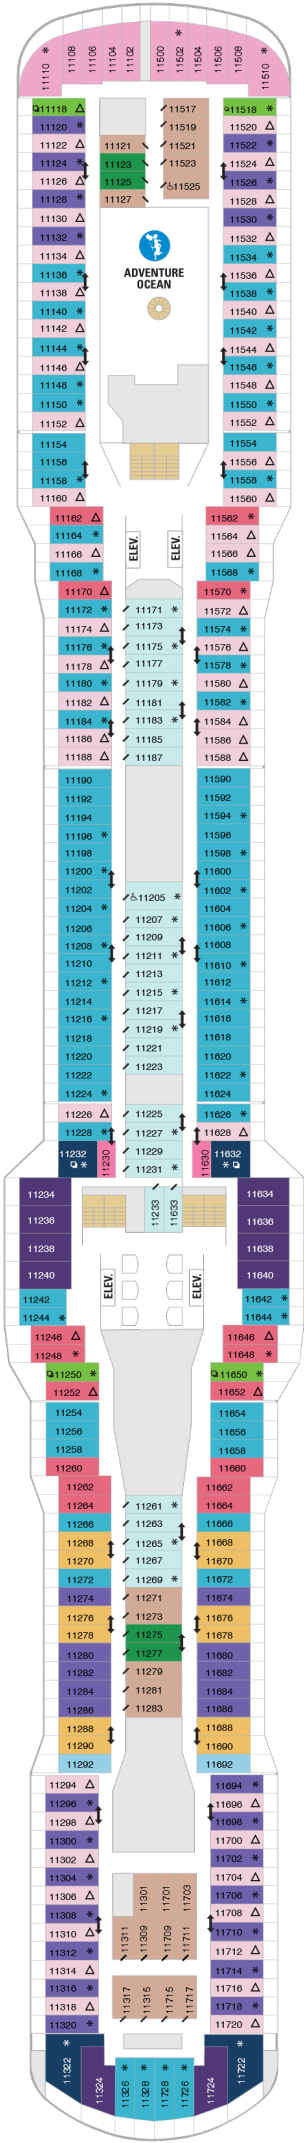 11110 * 11108 11106 11104 11102 11500 11502 * 11504 11506 11508 11510 *
11118 △ 11517 11518 *
11120 * 11519 11520 △
11122 △ 11121 11521 11522 *
11124 * 11123 11523 11524 △
11126 △ 11125 11525 11526 *
11128 * 11127 11528 △
11130 △ 11530 *
11132 * 11532 △
11134 △ ADVENTURE 11534 *
11136 * OCEAN 11536 △
11138 △ 11538 *
11140 * 11540 △
11142 △ 11542 *
11144 * 11544 △
11146 △ 11546 *
11148 * 11548 △
11150 * 11550 *
11152 △ 11552 △
11154 11554
11156 11556 △
11158 * 11558 *
11160 △ 11560 △
11162 △ 11562 *
11164 * ELEV. ELEV. 11564 △
11166 △ 11566 △
11168 * 11568 *
11170 △ 11570 *
11172 * 11171 * 11572 △
11174 △ 11173 11574 *
11176 * 11175 * 11576 △
11178 △ 11177 11578 *
11180 * 11179 * 11580 △
11182 △ 11181 11582 *
11184 * 11183 * 11584 △
11186 △ 11185 11586 △
11188 △ 11187 11588 △
11190 11590
11192 11592
11194 11594 *
11196 * 11596
11198 11598 *
11200 * 11600
11202 11205 * 11602 *
11204 * 11207 * 11604
11206 11209 11606 *
11208 * 11211 * 11608
11210 11213 11610 *
11212 * 11215 * 11612
11214 11217 11614 *
11216 * 11219 * 11616
11218 11221 11618
11220 11223 11620
11222 11622 *
11224 * 11624
11226 △ 11225 11626 *
11228 * 11227 * 11628 △
11232 * 11230 11229 11630 11632 *
11231 *
11234 11233 11633 11634
11236 11636
11238 11638
11240 ELEV. ELEV. 11640
11242 11642 *
11244 * 11644 *
11246 △ 11646 △
11248 * 11648 *
11250 * 11650 *
11252 △ 11652 △
11254 11654
11256 11656
11258 11658
11260 11660
11262 11662
11264 11261 * 11664
11266 11263 11666
11268 11265 * 11668
11270 11267 11670
11272 11269 * 11672
11274 11271 11674
11276 11273 11676
11278 11275 11678
11280 11277 11680
11282 11279 11682
11284 11281 11684
11286 11283 11686
11288 11688
11290 11690
11292 11692
11294 △ 11694 *
11296 * 11696 △
11298 △ 11698 *
11300 * 11700 △
11302 △ 11702 *
11304 * 11301 11701 11703 11704 △
11306 △ 11706 *
11308 * 11311 11309 11709 11711 11708 △
11310 △ 11710 *
11312 * 11712 △
11314 △ 11317 11315 11715 11717 11714 *
11316 * 11716 △
11318 △ 11718 *
11320 * 11720 △
11322 * 11324 11326 * 11328 * 11728 * 11726 * 11724 11722 *